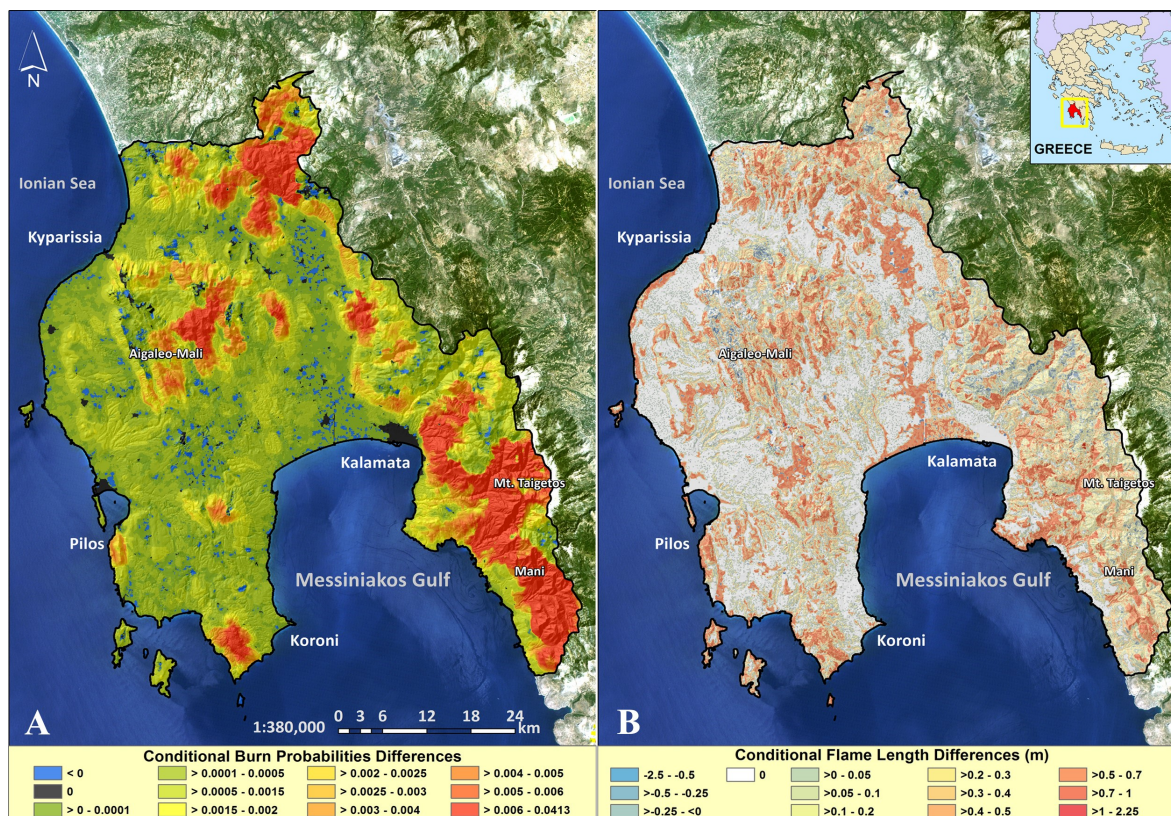 N
Ionian Sea
Kyparissia
Aigaleo-Mali
Kalamata
Mt. Taigetos
Pilos
Messiniakos Gulf
Mani
Koroni
A
1:380,000
0 3 6 12 18 24
km
Conditional Burn Probabilities Differences
< 0
0
> 0 - 0.0001
> 0.0001 - 0.0005
> 0.0005 - 0.0015
> 0.0015 - 0.002
> 0.002 - 0.0025
> 0.0025 - 0.003
> 0.003 - 0.004
> 0.004 - 0.005
> 0.005 - 0.006
> 0.006 - 0.0413
GREECE
Ionian Sea
Kyparissia
Aigaleo-Mali
Kalamata
Mt. Taigetos
Pilos
Messiniakos Gulf
Mani
Koroni
B
Conditional Flame Length Differences (m)
-2.5 - -0.5
>-0.5 - -0.25
>-0.25 - <0
0
>0 - 0.05
>0.05 - 0.1
>0.1 - 0.2
>0.2 - 0.3
>0.3 - 0.4
>0.4 - 0.5
>0.5 - 0.7
>0.7 - 1
>1 - 2.25